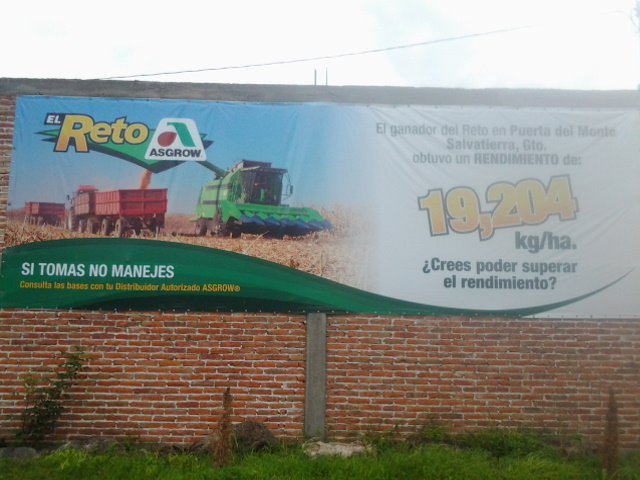 EL Reto
ASGROW
El ganador del Reto en Puerta del Monte
Salvatierra, Gto.
obtuvo un RENDIMIENTO de:
19,204
kg/ha.
¿Crees poder superar
el rendimiento?
SI TOMAS NO MANEJES
Consulta las bases con tu Distribuidor Autorizado ASGROW®